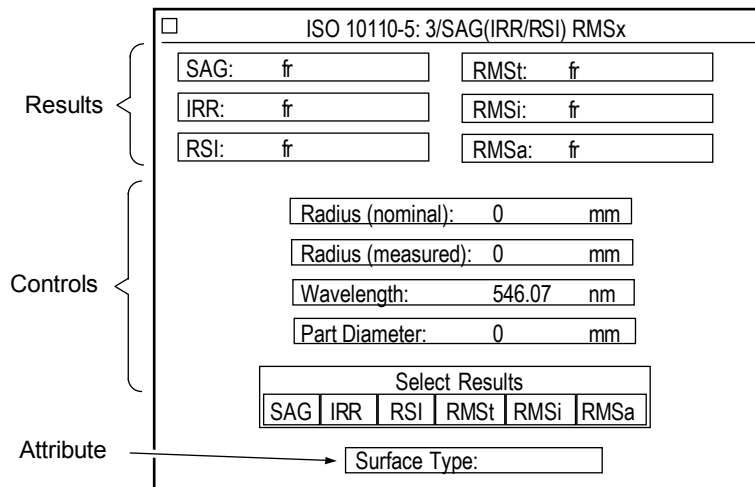 ISO 10110-5: 3/SAG(IRR/RSI) RMSx
Results
SAG: fr RMSt: fr
IRR: fr RMSi: fr
RSI: fr RMSa: fr
Controls
Radius (nominal): 0 mm
Radius (measured): 0 mm
Wavelength: 546.07 nm
Part Diameter: 0 mm
Select Results
SAG IRR RSI RMSt RMSi RMSa
Attribute
Surface Type: